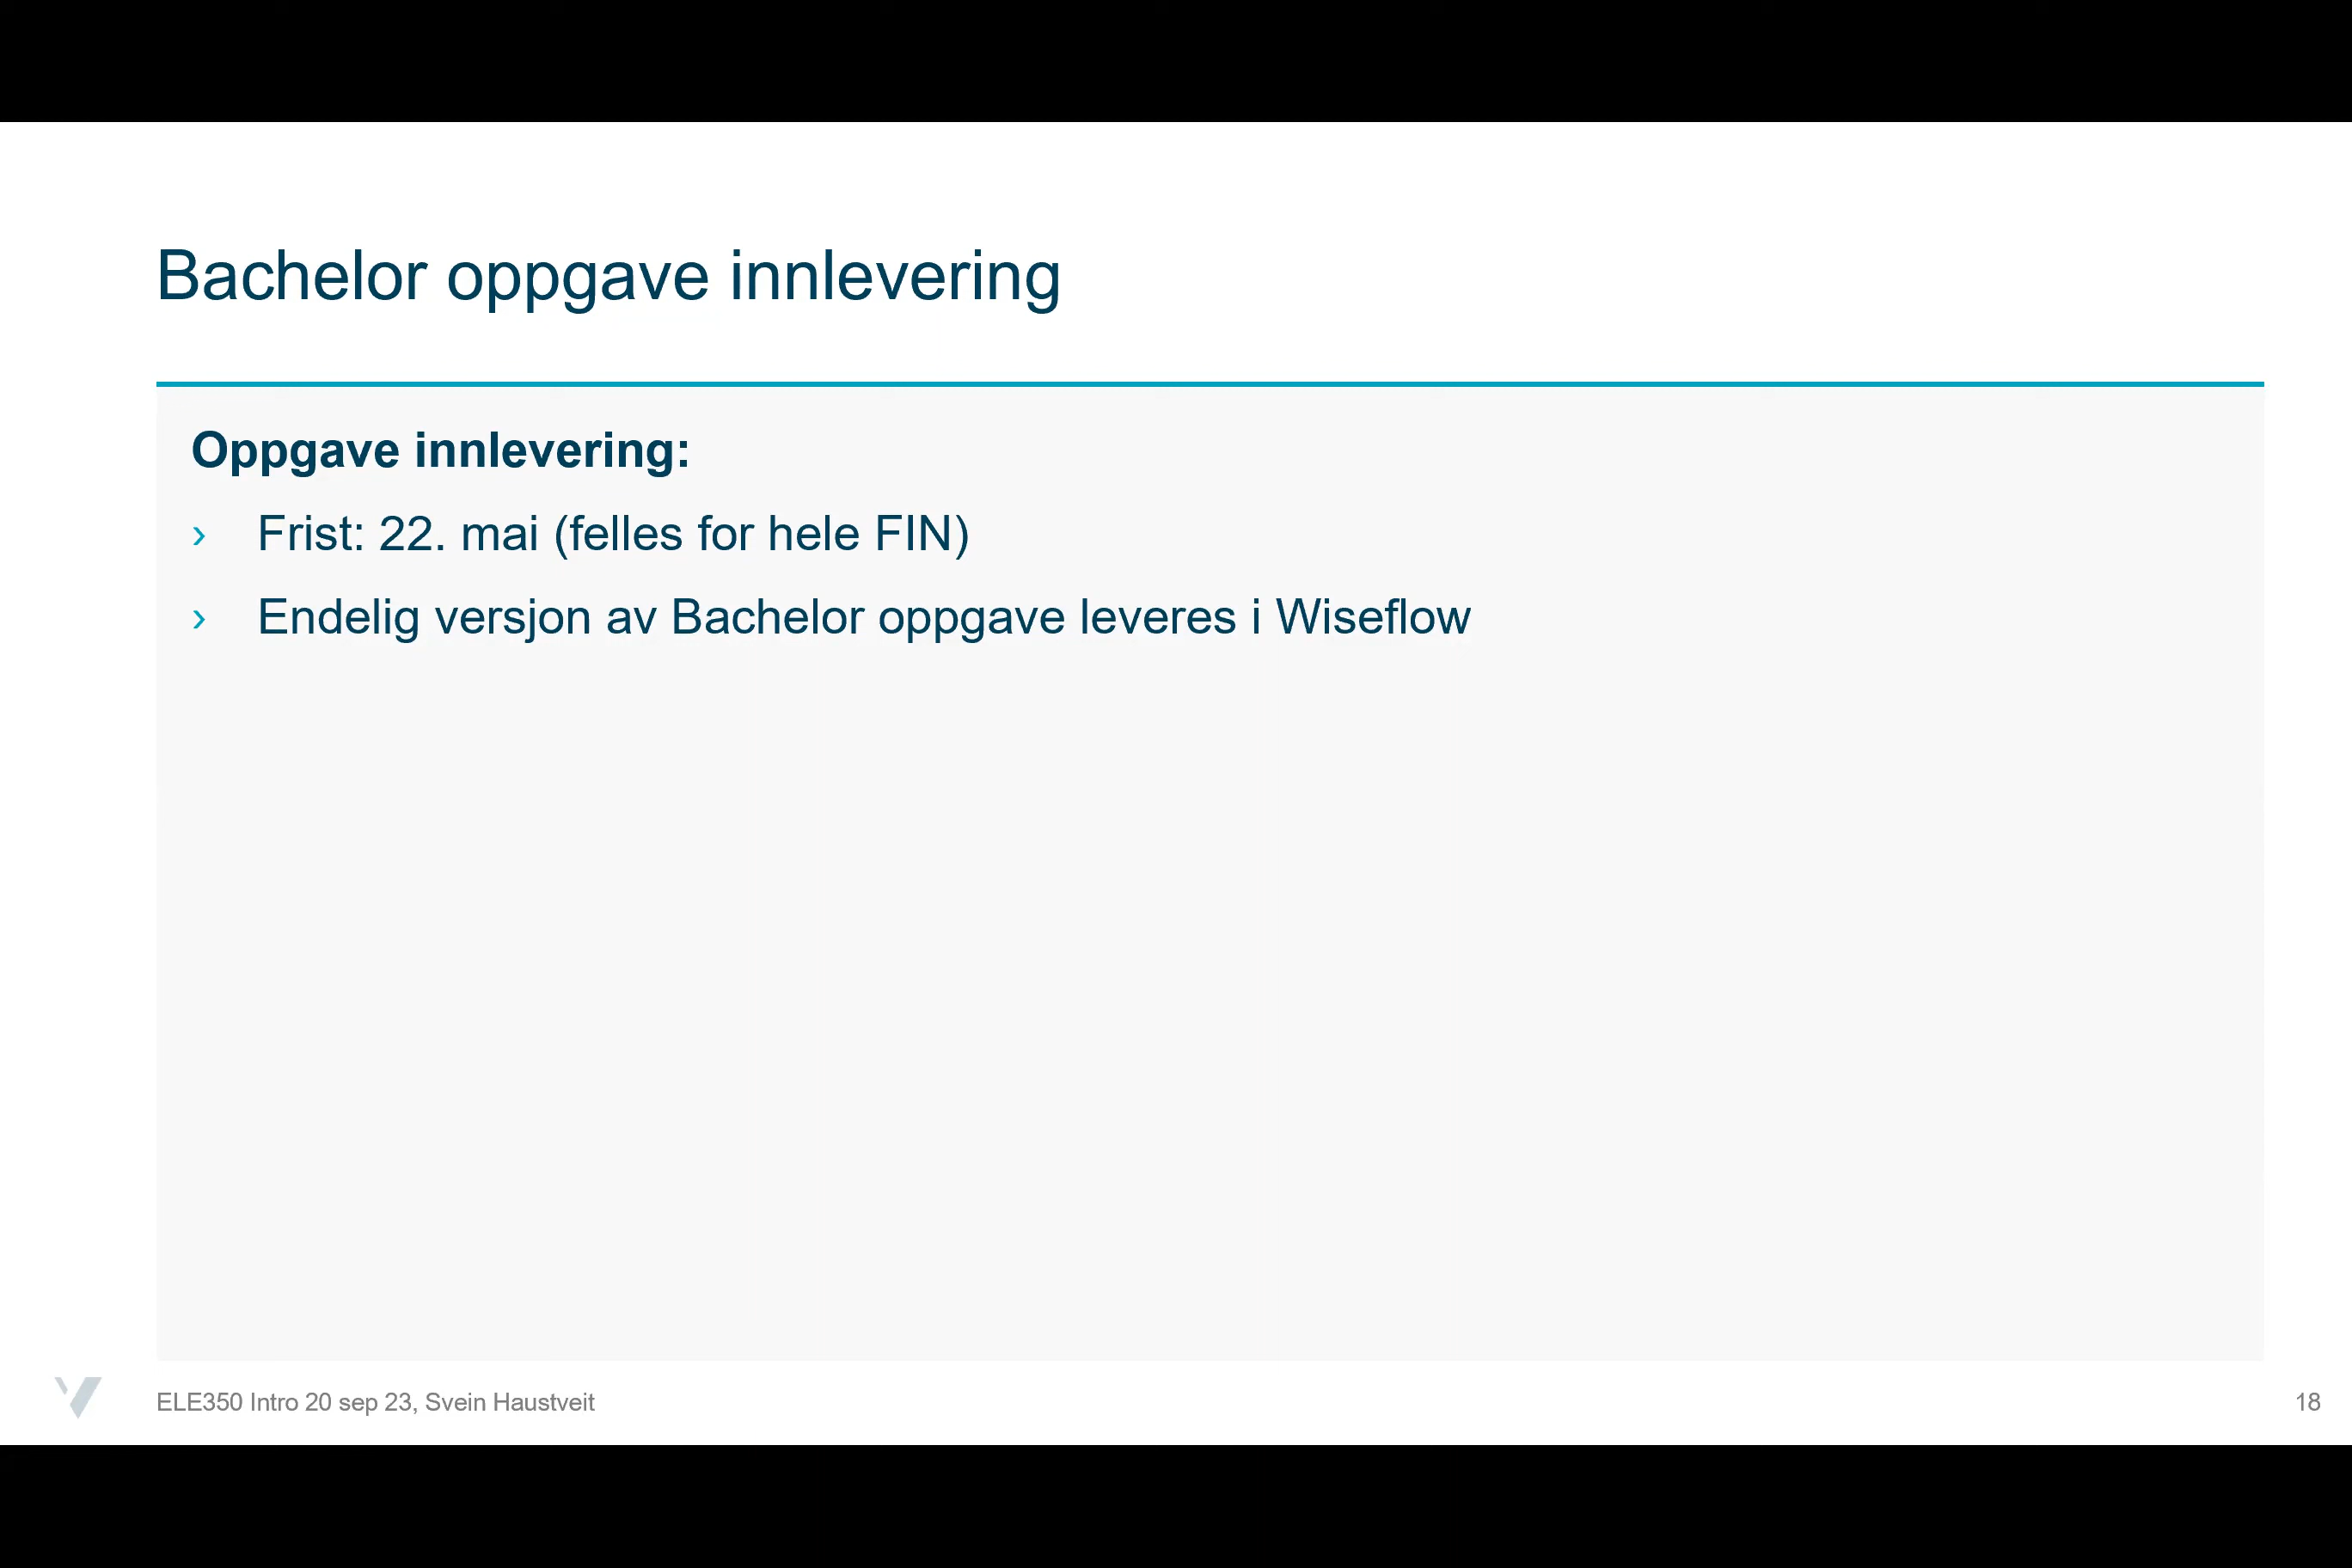 Bachelor oppgave innlevering
Oppgave innlevering:
› Frist: 22. mai (felles for hele FIN)
› Endelig versjon av Bachelor oppgave leveres i Wiseflow
ELE350 Intro 20 sep 23, Svein Haustveit
18